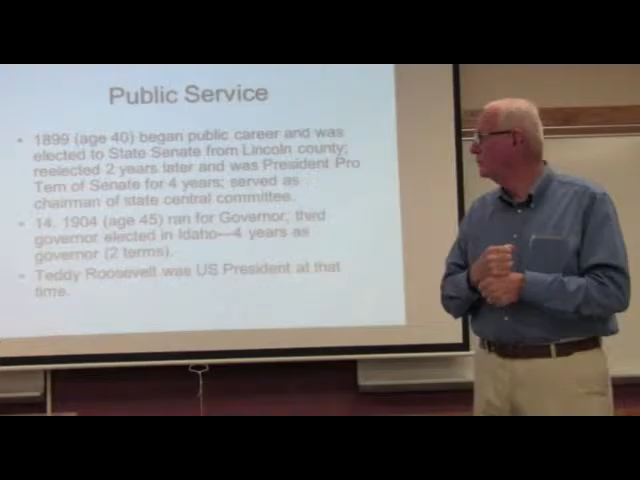 Public Service
• 1899 (age 40) began public career and was
elected to State Senate from Lincoln county;
reelected 2 years later and was President Pro
Tem of Senate for 4 years; served as
chairman of state central committee.
• 14. 1904 (age 45) ran for Governor, third
governor elected in Idaho—4 years as
governor (2 terms).
• Teddy Roosevelt was US President at that
time.